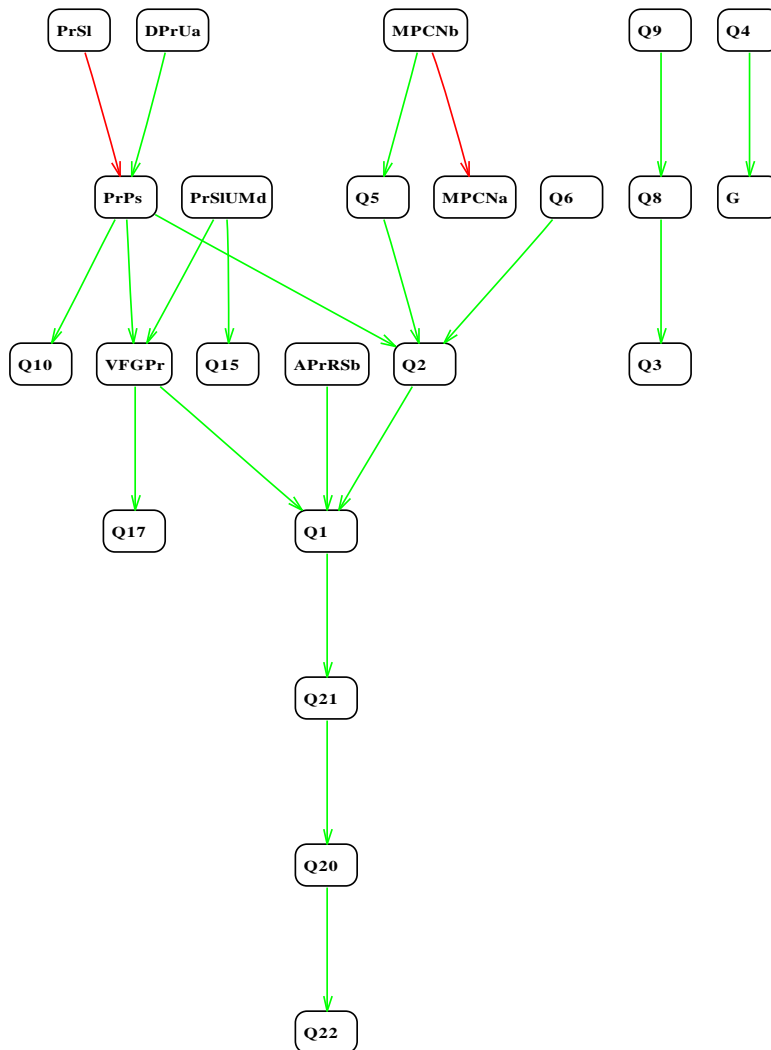 PrSl
DPrUa
MPCNb
Q9
Q4
PrPs
PrSlUMd
Q5
MPCNa
Q6
Q8
G
Q10
VFGPr
Q15
APrRSb
Q2
Q3
Q17
Q1
Q21
Q20
Q22